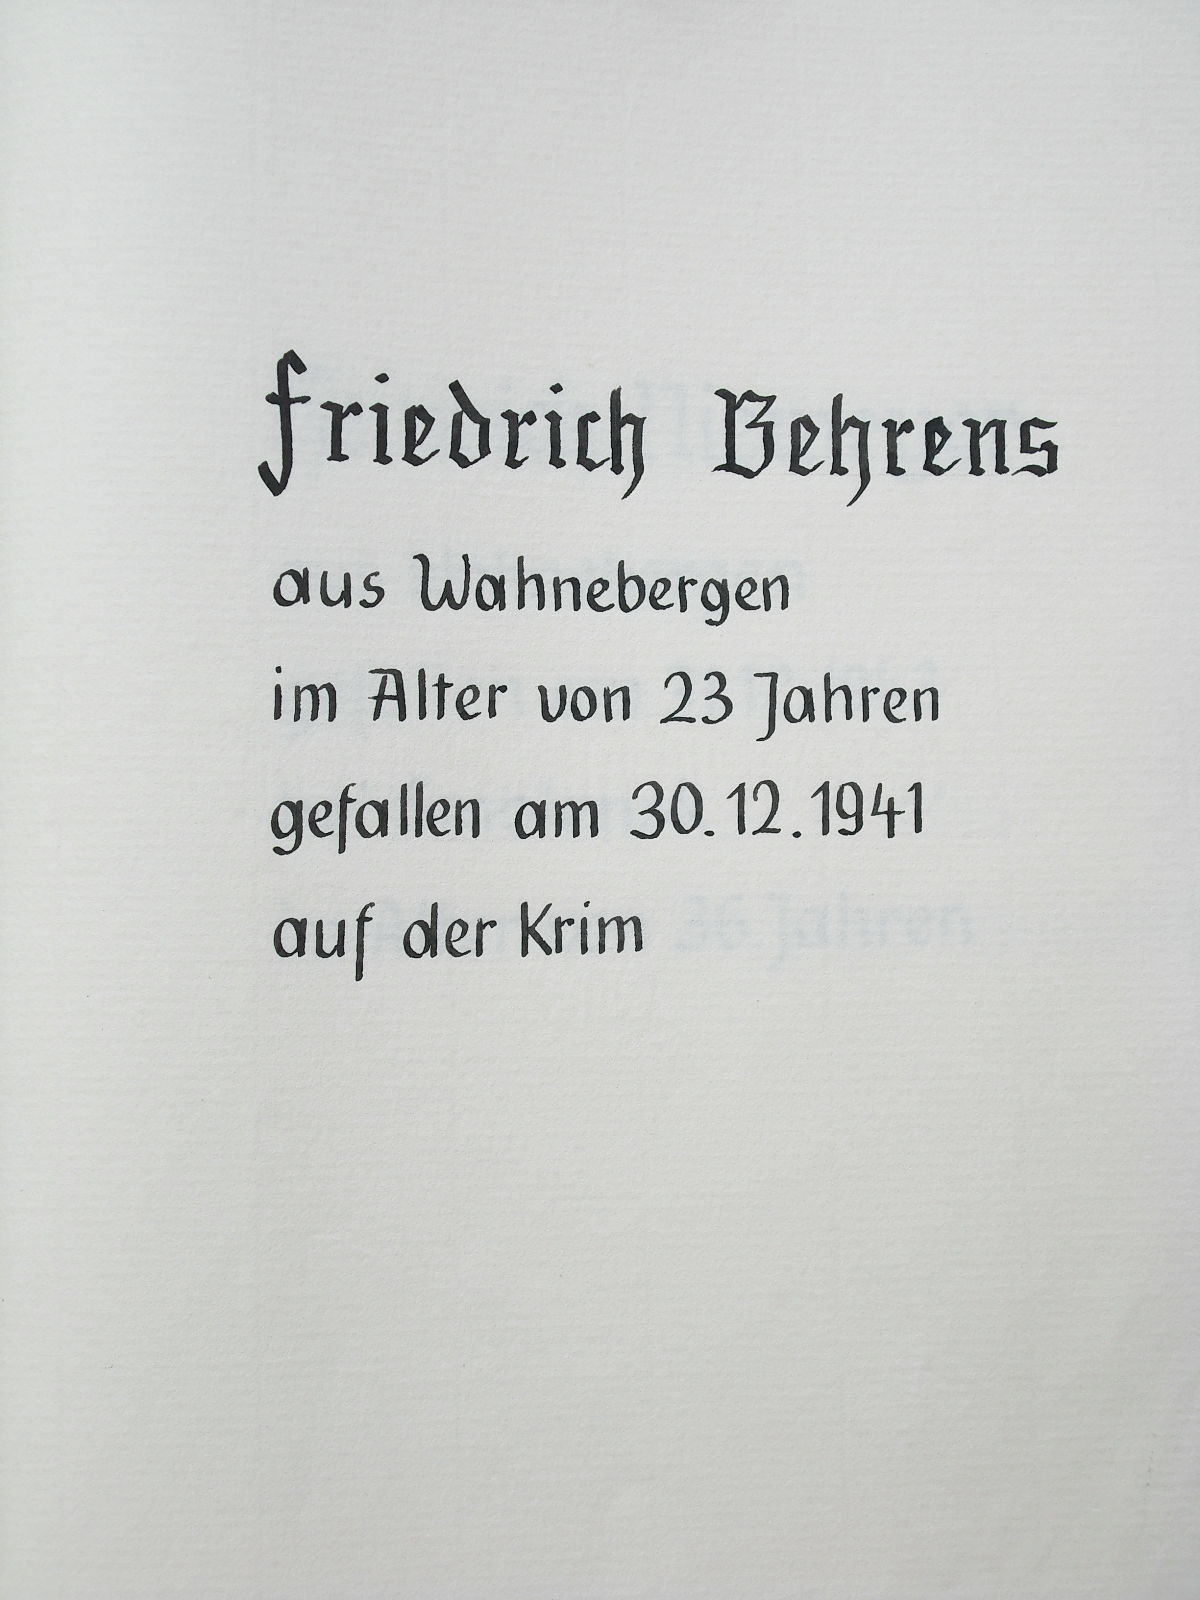 Friedrich Behrens
aus Wahnebergen
im Alter von 23 Jahren
gefallen am 30.12.1941
auf der Krim